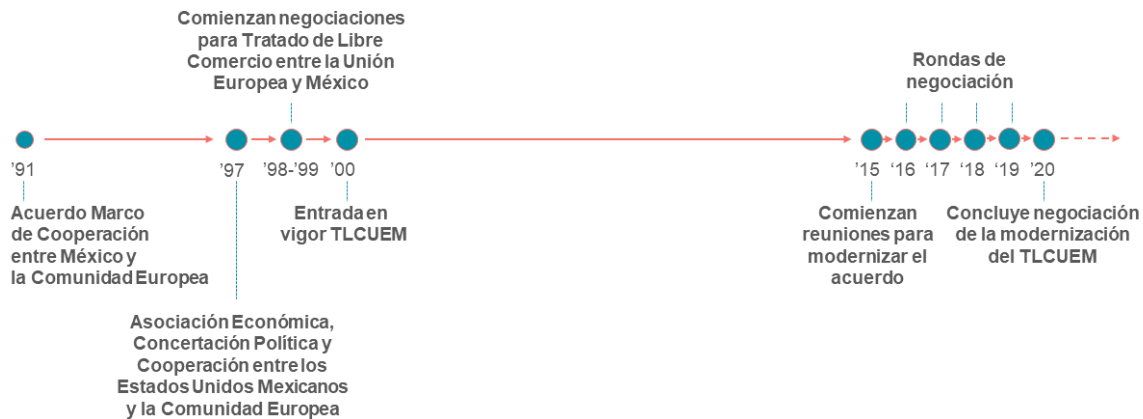 Comienzan negociaciones
para Tratado de Libre
Comercio entre la Unión
Europea y México
Rondas de
negociación
’91
’97
’98-’99
’00
’15
‘16
‘17
‘18
‘19
’20
Acuerdo Marco
de Cooperación
entre México y
la Comunidad Europea
Asociación Económica,
Concertación Política y
Cooperación entre los
Estados Unidos Mexicanos
y la Comunidad Europea
Entrada en
vigor TLCUEM
Comienzan
reuniones para
modernizar el
acuerdo
Concluye negociación
de la modernización
del TLCUEM